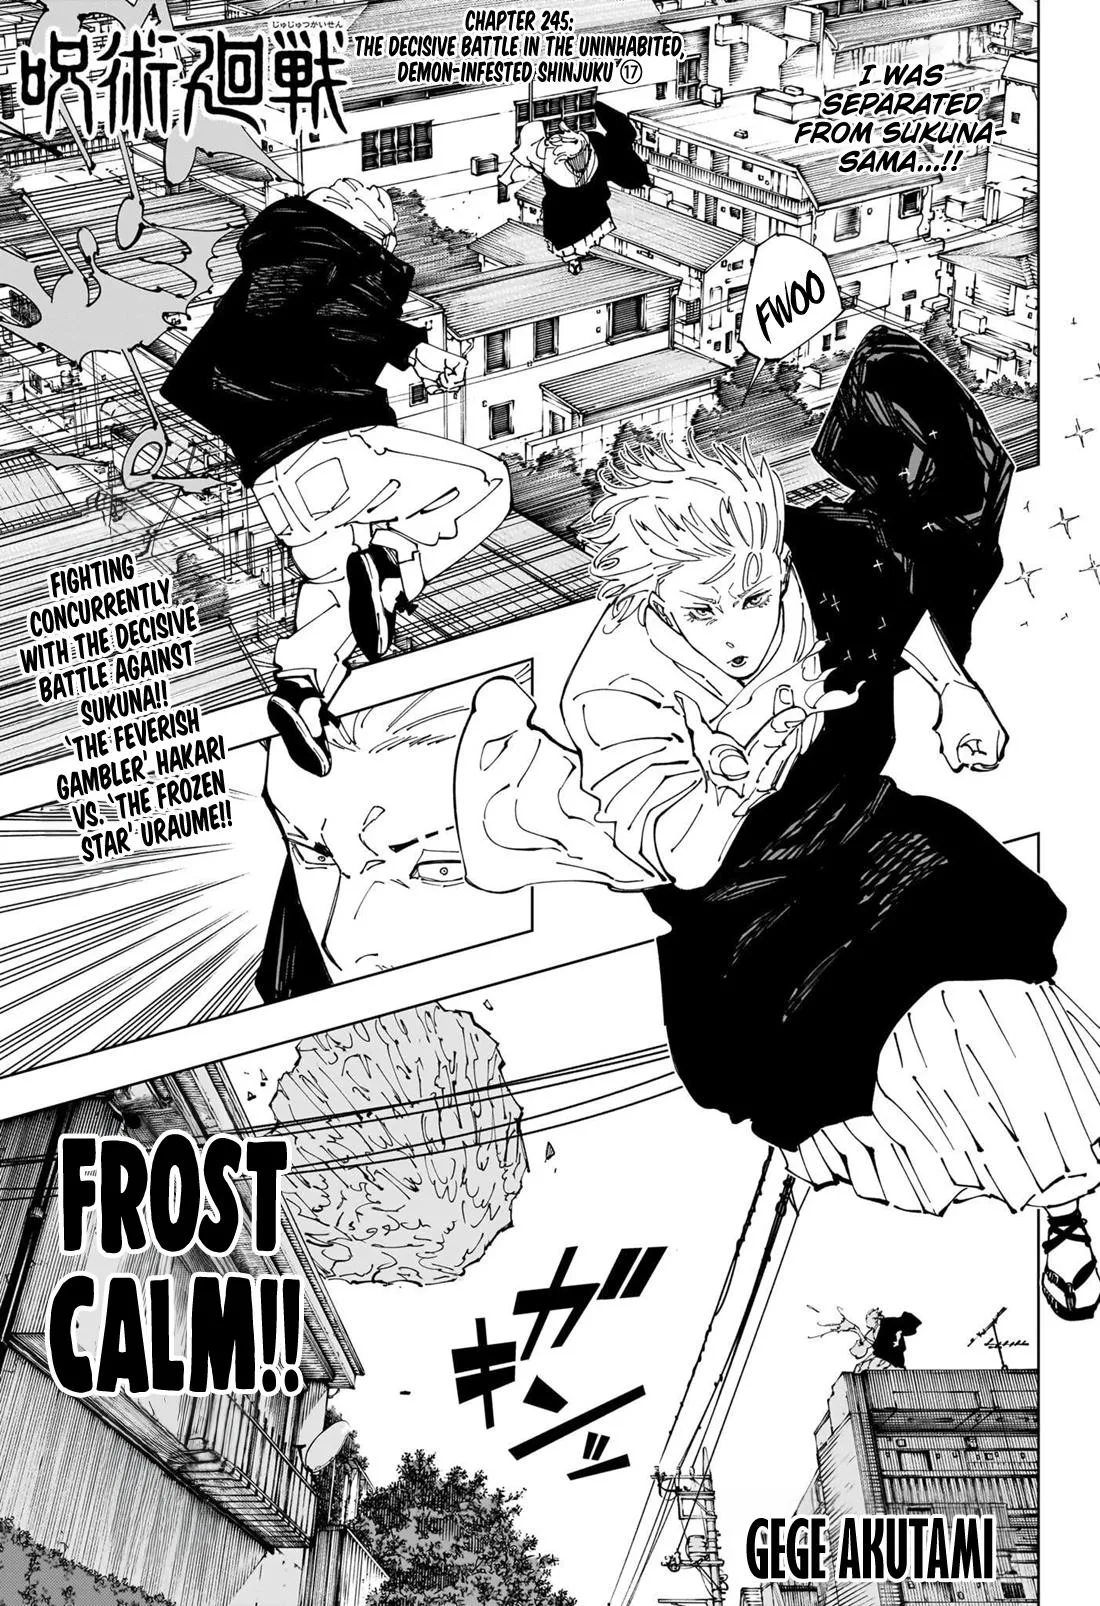 じゅじゅつかいせん
呪術廻戦
CHAPTER 245:
THE DECISIVE BATTLE IN THE UNINHABITED,
DEMON-INFESTED SHINJUKU ⑰
I WAS
SEPARATED
FROM SUKUNA-
SAMA...!!
FWOO
FIGHTING
CONCURRENTLY
WITH THE DECISIVE
BATTLE AGAINST
SUKUNA!!
'THE FEVERISH
GAMBLER' HAKARI
VS. 'THE FROZEN
STAR' URAUME!!
FROST
CALM!!
ガキン
GEGE AKUTAMI